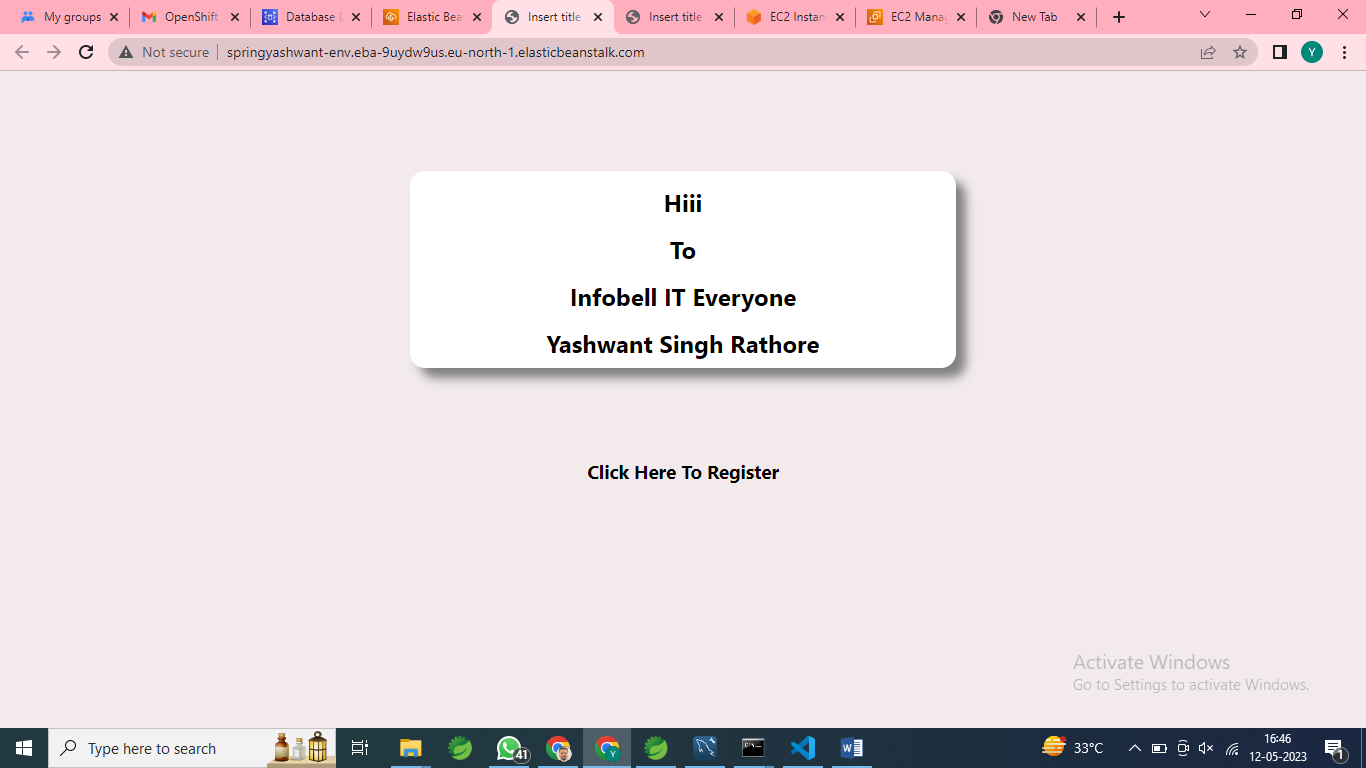 My groups
OpenShift
Database D
Elastic Bea
Insert title
Insert title
EC2 Instan
EC2 Manag
New Tab
Not secure
springyashwant-env.eba-9uydw9us.eu-north-1.elasticbeanstalk.com
Y
Hiii
To
Infobell IT Everyone
Yashwant Singh Rathore
Click Here To Register
Activate Windows
Go to Settings to activate Windows.
Type here to search
41
33°C
16:46
12-05-2023
1